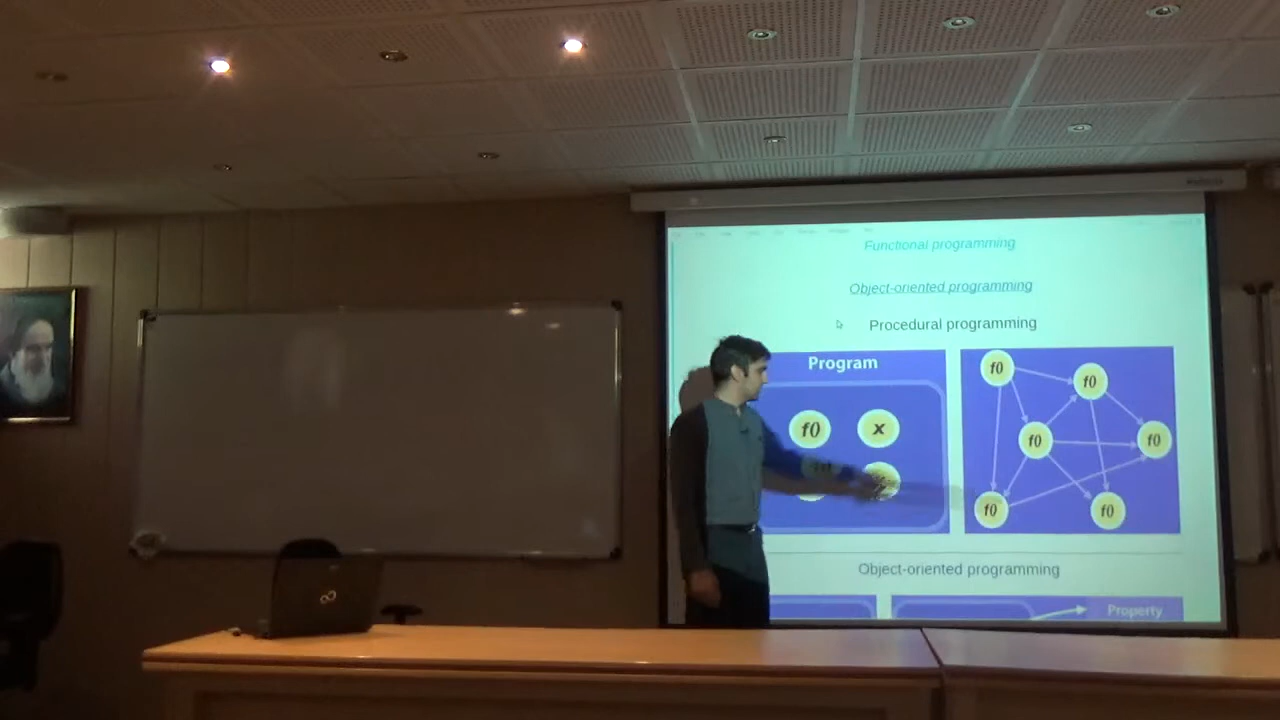 Functional programming
Object-oriented programming
Procedural programming
Program
f()
x
f()
f()
f()
f()
f()
f()
Object-oriented programming
Property